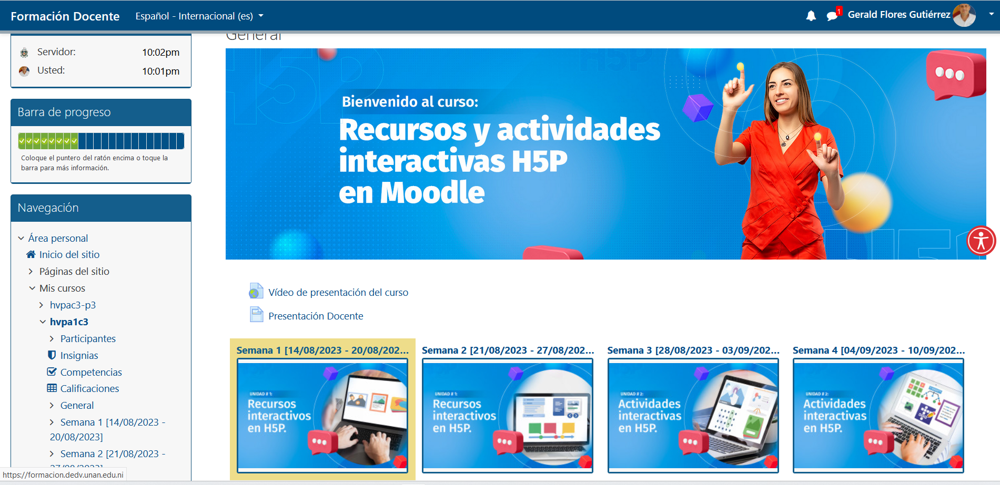 Formación Docente
Español - Internacional (es)
1
Gerald Flores Gutiérrez
Servidor:
10:02pm
Usted:
10:01pm
Barra de progreso
Coloque el puntero del ratón encima o toque la
barra para más información.
Navegación
Área personal
Inicio del sitio
Páginas del sitio
Mis cursos
hvpac3-p3
hvpa1c3
Participantes
Insignias
Competencias
Calificaciones
General
Semana 1 [14/08/2023 -
20/08/2023]
Semana 2 [21/08/2023 -
27/08/2023]
https://formacion.dedv.unan.edu.ni
General
H5P
H5P
Bienvenido al curso:
Recursos y actividades
interactivas H5P
en Moodle
Vídeo de presentación del curso
Presentación Docente
Semana 1 [14/08/2023 - 20/08/202...
UNIDAD # 1:
Recursos
interactivos
en H5P.
Semana 2 [21/08/2023 - 27/08/202...
UNIDAD # 1:
Recursos
interactivos
en H5P.
Semana 3 [28/08/2023 - 03/09/202...
UNIDAD # 2:
Actividades
interactivas
en H5P.
Semana 4 [04/09/2023 - 10/09/202...
UNIDAD # 2:
Actividades
interactivas
en H5P.